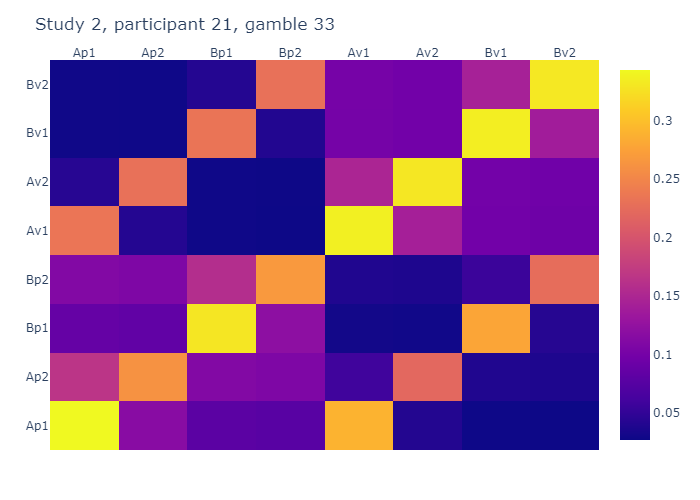 Study 2, participant 21, gamble 33
Ap1 Ap2 Bp1 Bp2 Av1 Av2 Bv1 Bv2
Bv2
Bv1
Av2
Av1
Bp2
Bp1
Ap2
Ap1
0.3
0.25
0.2
0.15
0.1
0.05